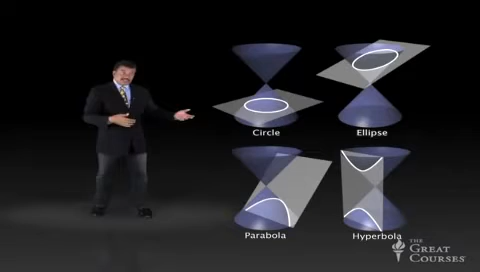 Circle
Ellipse
Parabola
Hyperbola
THE
GREAT
COURSES